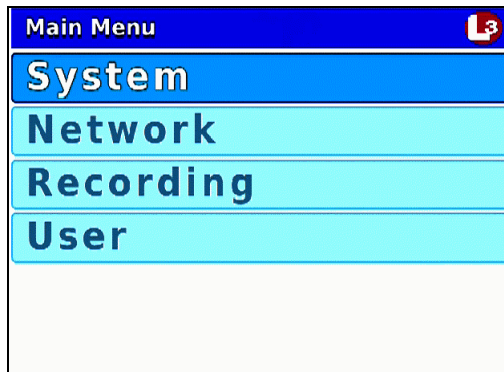 Main Menu
L3
System
Network
Recording
User